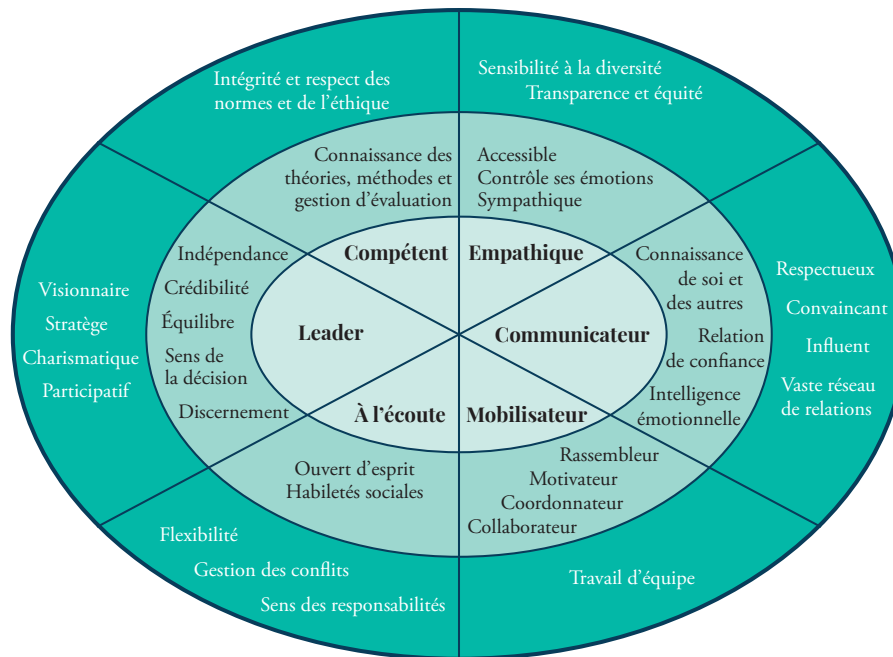 Intégrité et respect des
normes et de l'éthique
Sensibilité à la diversité
Transparence et équité
Connaissance des
théories, méthodes et
gestion d'évaluation
Accessible
Contrôle ses émotions
Sympathique
Compétent
Empathique
Visionnaire
Stratège
Charismatique
Participatif
Indépendance
Crédibilité
Équilibre
Sens de
la décision
Discernement
Leader
Communicateur
Connaissance
de soi et
des autres
Relation
de confiance
Intelligence
émotionnelle
Respectueux
Convaincant
Influent
Vaste réseau
de relations
À l'écoute
Mobilisateur
Ouvert d'esprit
Habiletés sociales
Rassembleur
Motivateur
Coordonnateur
Collaborateur
Flexibilité
Gestion des conflits
Sens des responsabilités
Travail d'équipe